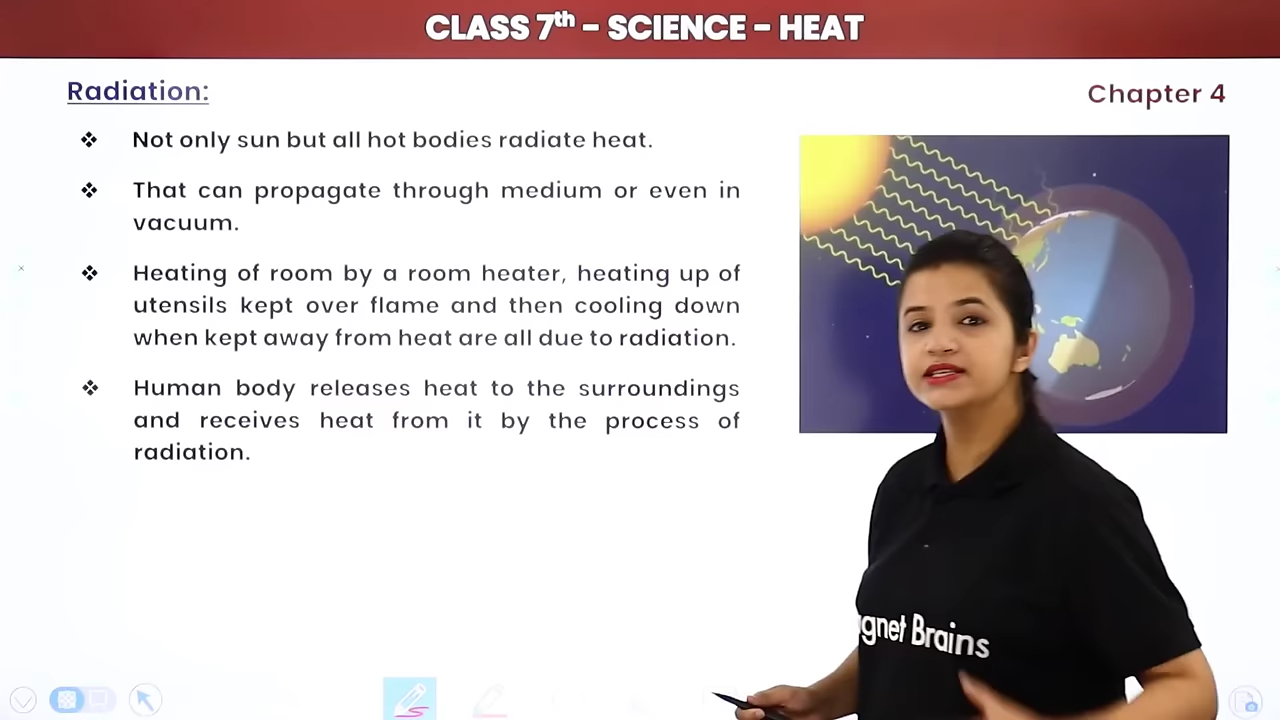 CLASS 7th - SCIENCE - HEAT
Radiation:
Chapter 4
❖ Not only sun but all hot bodies radiate heat.
❖ That can propagate through medium or even in
vacuum.
❖ Heating of room by a room heater, heating up of
utensils kept over flame and then cooling down
when kept away from heat are all due to radiation.
❖ Human body releases heat to the surroundings
and receives heat from it by the process of
radiation.
gnet Brains